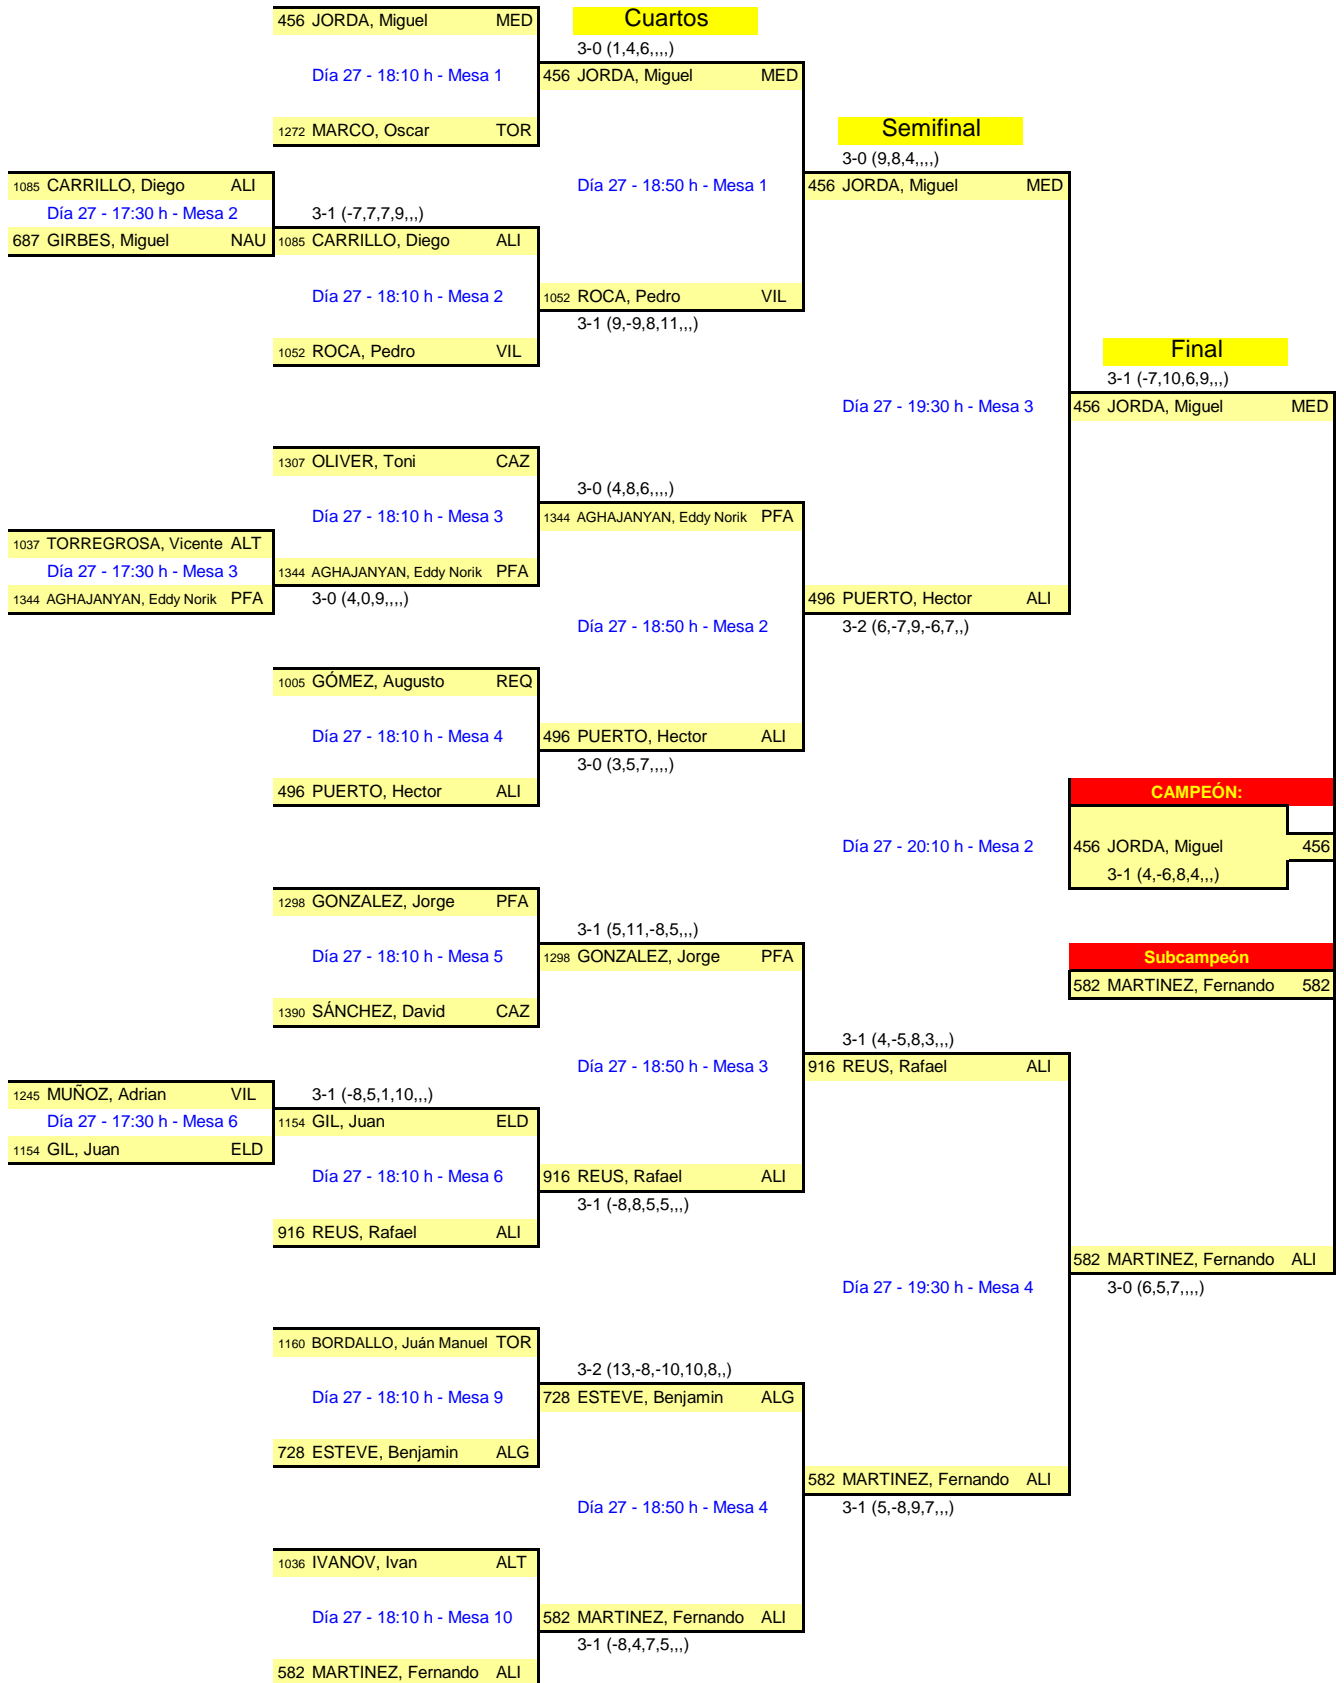 456 JORDA, Miguel MED
Cuartos
3-0 (1,4,6,,,,)
Día 27 - 18:10 h - Mesa 1
456 JORDA, Miguel MED
1272 MARCO, Oscar TOR
Semifinal
3-0 (9,8,4,,,,)
1085 CARRILLO, Diego ALI
Día 27 - 18:50 h - Mesa 1
456 JORDA, Miguel MED
Día 27 - 17:30 h - Mesa 2
3-1 (-7,7,7,9,,,)
687 GIRBES, Miguel NAU
1085 CARRILLO, Diego ALI
Día 27 - 18:10 h - Mesa 2
1052 ROCA, Pedro VIL
3-1 (9,-9,8,11,,,)
1052 ROCA, Pedro VIL
Final
3-1 (-7,10,6,9,,,)
Día 27 - 19:30 h - Mesa 3
456 JORDA, Miguel MED
1307 OLIVER, Toni CAZ
3-0 (4,8,6,,,,)
Día 27 - 18:10 h - Mesa 3
1344 AGHAJANYAN, Eddy Norik PFA
1037 TORREGROSA, Vicente ALT
Día 27 - 17:30 h - Mesa 3
1344 AGHAJANYAN, Eddy Norik PFA
1344 AGHAJANYAN, Eddy Norik PFA
3-0 (4,0,9,,,,)
496 PUERTO, Hector ALI
Día 27 - 18:50 h - Mesa 2
3-2 (6,-7,9,-6,7,,)
1005 GÓMEZ, Augusto REQ
Día 27 - 18:10 h - Mesa 4
496 PUERTO, Hector ALI
3-0 (3,5,7,,,,)
496 PUERTO, Hector ALI
CAMPEÓN:
Día 27 - 20:10 h - Mesa 2
456 JORDA, Miguel 456
3-1 (4,-6,8,4,,,)
1298 GONZALEZ, Jorge PFA
3-1 (5,11,-8,5,,,)
Día 27 - 18:10 h - Mesa 5
1298 GONZALEZ, Jorge PFA
Subcampeón
582 MARTINEZ, Fernando 582
1390 SÁNCHEZ, David CAZ
3-1 (4,-5,8,3,,,)
Día 27 - 18:50 h - Mesa 3
916 REUS, Rafael ALI
1245 MUÑOZ, Adrian VIL
3-1 (-8,5,1,10,,,)
Día 27 - 17:30 h - Mesa 6
1154 GIL, Juan ELD
1154 GIL, Juan ELD
Día 27 - 18:10 h - Mesa 6
916 REUS, Rafael ALI
3-1 (-8,8,5,5,,,)
916 REUS, Rafael ALI
582 MARTINEZ, Fernando ALI
Día 27 - 19:30 h - Mesa 4
3-0 (6,5,7,,,,)
1160 BORDALLO, Juán Manuel TOR
3-2 (13,-8,-10,10,8,,)
Día 27 - 18:10 h - Mesa 9
728 ESTEVE, Benjamin ALG
728 ESTEVE, Benjamin ALG
582 MARTINEZ, Fernando ALI
Día 27 - 18:50 h - Mesa 4
3-1 (5,-8,9,7,,,)
1036 IVANOV, Ivan ALT
Día 27 - 18:10 h - Mesa 10
582 MARTINEZ, Fernando ALI
3-1 (-8,4,7,5,,,)
582 MARTINEZ, Fernando ALI